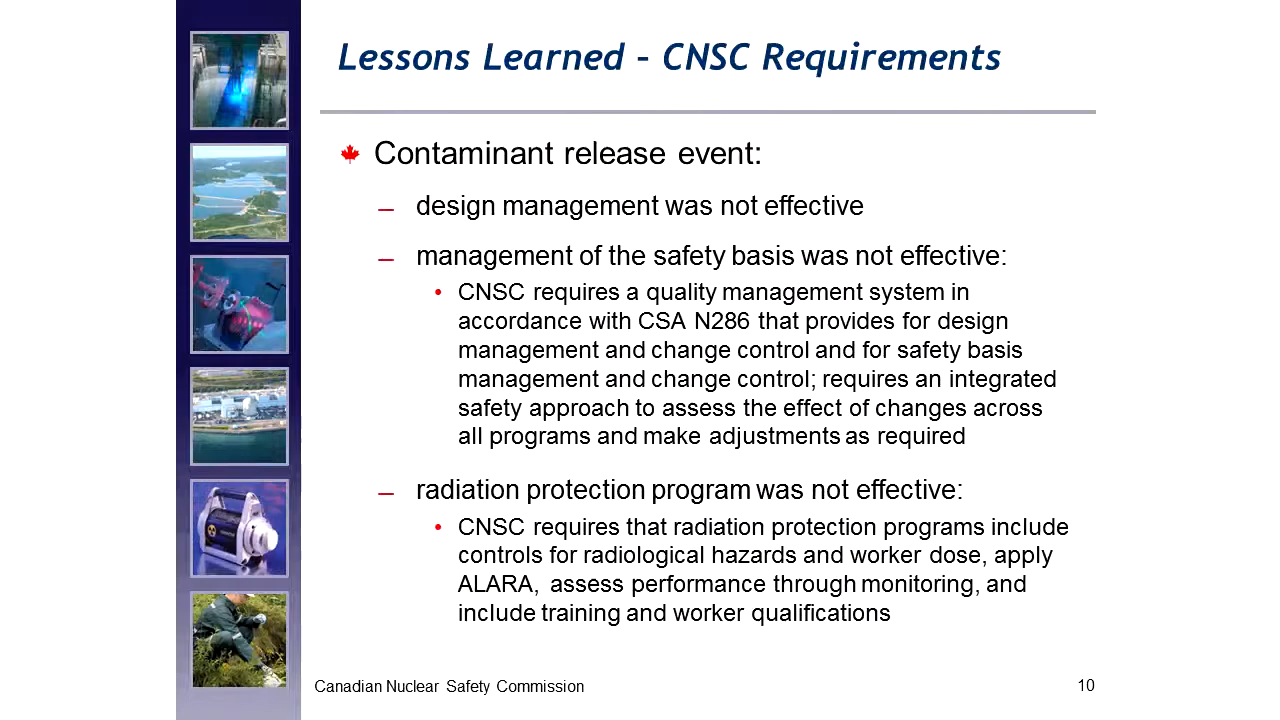 Lessons Learned – CNSC Requirements
Contaminant release event:
– design management was not effective
– management of the safety basis was not effective:
• CNSC requires a quality management system in
accordance with CSA N286 that provides for design
management and change control and for safety basis
management and change control; requires an integrated
safety approach to assess the effect of changes across
all programs and make adjustments as required
– radiation protection program was not effective:
• CNSC requires that radiation protection programs include
controls for radiological hazards and worker dose, apply
ALARA, assess performance through monitoring, and
include training and worker qualifications
Canadian Nuclear Safety Commission
10